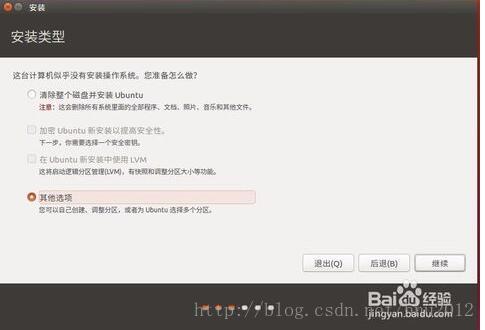 安装
安装类型
这台计算机似乎没有安装操作系统。您准备怎么做?
清除整个磁盘并安装 Ubuntu
注意: 这会删除所有系统里面的全部程序、文档、照片、音乐和其他文件。
加密 Ubuntu 新安装以提高安全性。
下一步,你需要选择一个安全密钥。
在 Ubuntu 新安装中使用 LVM
这将启动逻辑分区管理(LVM),有快照和调整分区大小等功能。
其他选项
您可以自己创建、调整分区,或者为 Ubuntu 选择多个分区。
退出(Q)
后退(B)
继续
Baidu 经验
jingyan.baidu.com